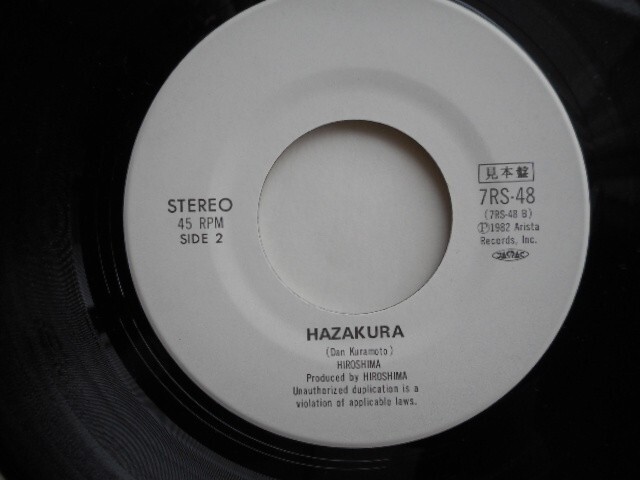 STEREO
45 RPM
SIDE 2
見本盤
7RS-48
(7RS-48 B)
Ⓟ1982 Arista
Records, Inc.
HAZAKURA
(Dan Kuramoto)
HIROSHIMA
Produced by HIROSHIMA
Unauthorized duplication is a
violation of applicable laws.